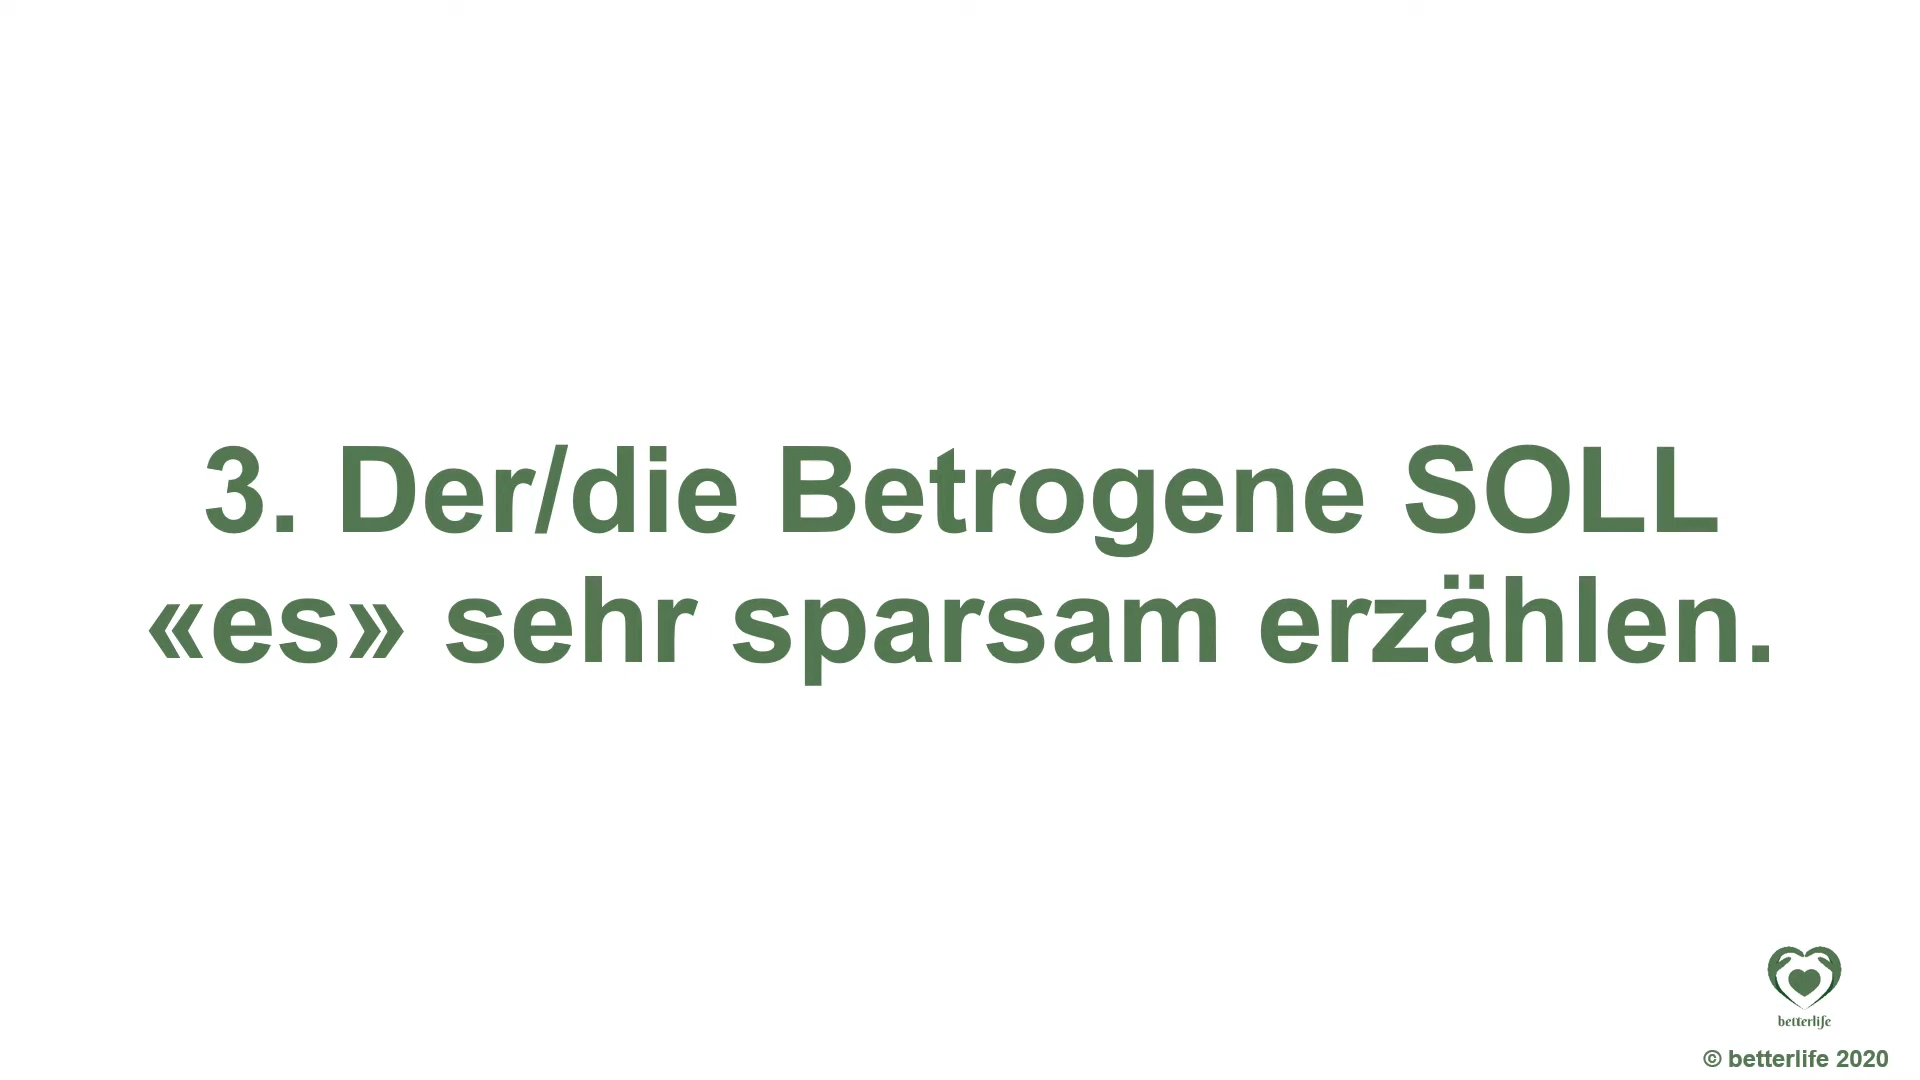 3. Der/die Betrogene SOLL
«es» sehr sparsam erzählen.
betterlife
© betterlife 2020